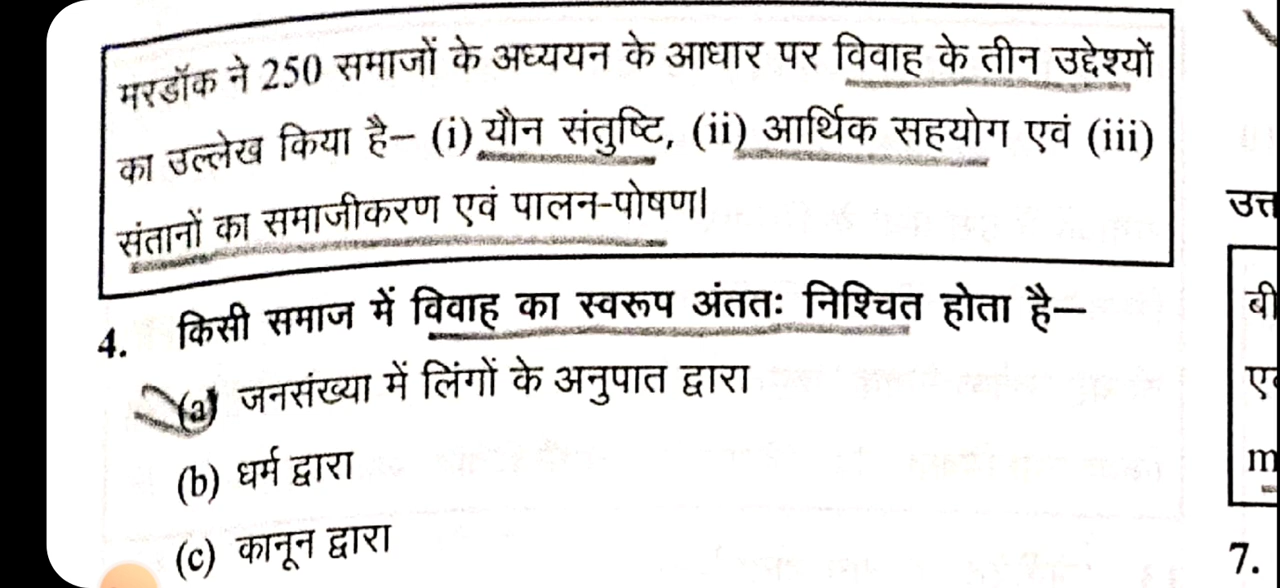 मरडॉक ने 250 समाजों के अध्ययन के आधार पर विवाह के तीन उद्देश्यों
का उल्लेख किया है– (i) यौन संतुष्टि, (ii) आर्थिक सहयोग एवं (iii)
संतानों का समाजीकरण एवं पालन-पोषण।
4. किसी समाज में विवाह का स्वरूप अंततः निश्चित होता है–
(a) जनसंख्या में लिंगों के अनुपात द्वारा
(b) धर्म द्वारा
(c) कानून द्वारा
उत्त
बी
m
7.